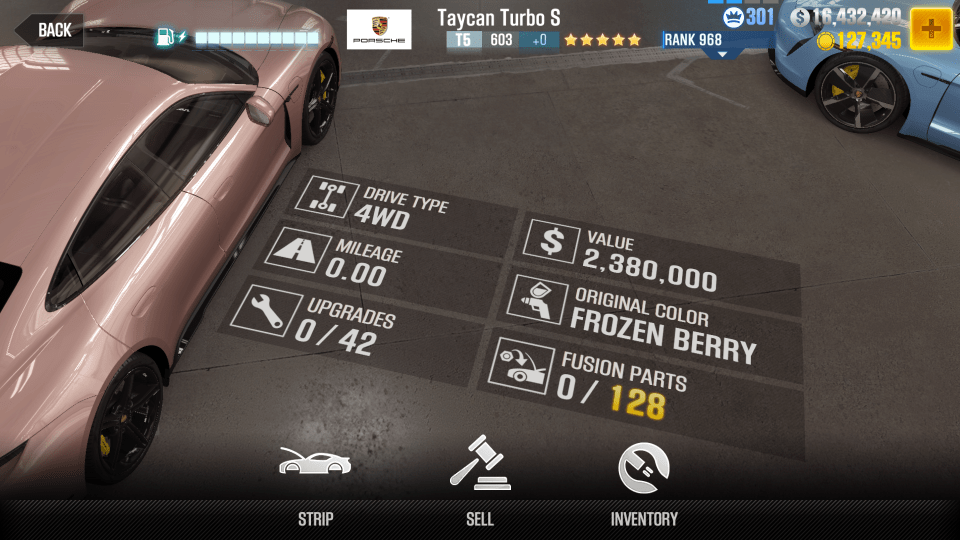 BACK
PORSCHE
Taycan Turbo S
T5 603 +0
RANK 968
301
16,432,420
127,345
DRIVE TYPE
4WD
MILEAGE
0.00
UPGRADES
0 / 42
$ VALUE
2,380,000
ORIGINAL COLOR
FROZEN BERRY
FUSION PARTS
0 / 128
STRIP
SELL
INVENTORY